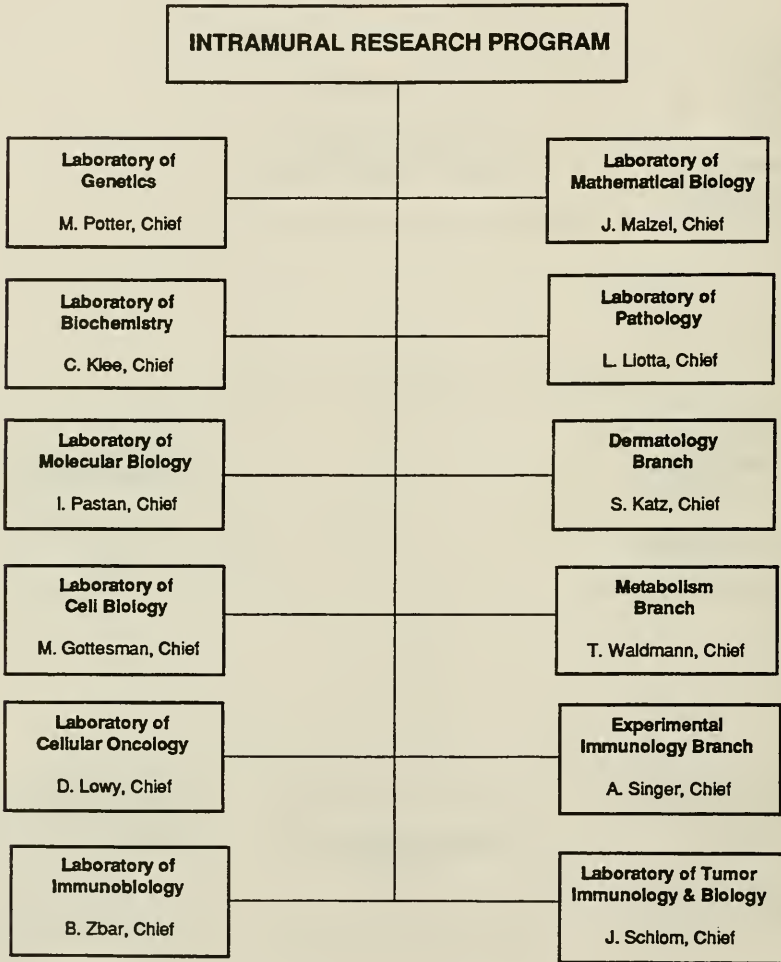 INTRAMURAL RESEARCH PROGRAM
Laboratory of
Genetics
M. Potter, Chief
Laboratory of
Mathematical Biology
J. Maizel, Chief
Laboratory of
Biochemistry
C. Klee, Chief
Laboratory of
Pathology
L. Liotta, Chief
Laboratory of
Molecular Biology
I. Pastan, Chief
Dermatology
Branch
S. Katz, Chief
Laboratory of
Cell Biology
M. Gottesman, Chief
Metabolism
Branch
T. Waldmann, Chief
Laboratory of
Cellular Oncology
D. Lowy, Chief
Experimental
Immunology Branch
A. Singer, Chief
Laboratory of
Immunobiology
B. Zbar, Chief
Laboratory of Tumor
Immunology & Biology
J. Schlom, Chief